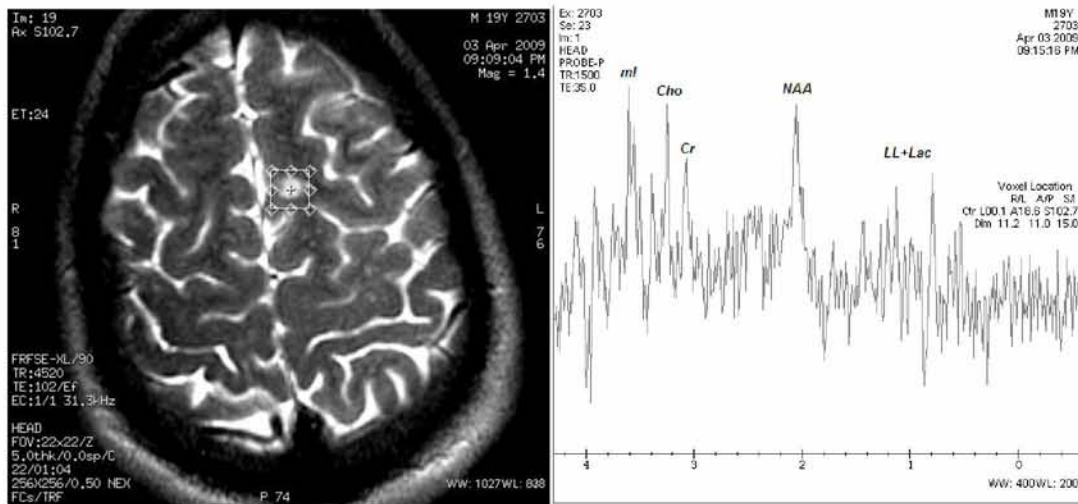 Im: 19
Ax S102.7
M 19Y 2703
03 Apr 2009
09:09:04 PM
Mag = 1.4
ET:24
R
8
1
L
7
6
FRFSE-XL/90
TR:4520
TE:102/Ef
EC:1/1 31.3kHz
HEAD
FOV:22x22/Z
5.0thk/0.0sp/C
22/01:04
256X256/0.50 NEX
FCs/TRF
P 74
WW: 1027WL: 838
Ex: 2703
Se: 23
Im: 1
HEAD
PROBE-P
TR:1500
TE:35.0
M19Y
2703
Apr 03 2009
09:15:16 PM
mI
Cho
Cr
NAA
LL+Lac
Voxel Location
R/L A/P S/I
Ctr L00.1 A18.6 S102.7
Dim 11.2 11.0 15.0
4 3 2 1 0
WW: 400WL: 200